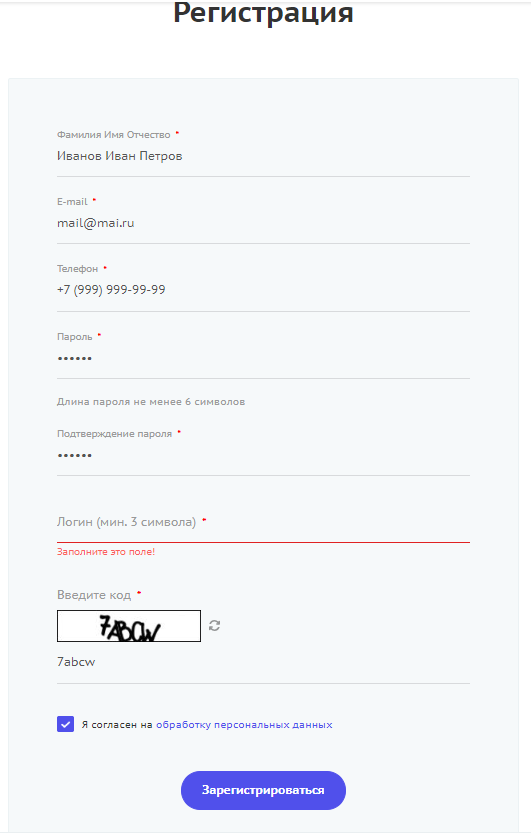 Регистрация
Фамилия Имя Отчество *
Иванов Иван Петров
E-mail *
mail@mai.ru
Телефон *
+7 (999) 999-99-99
Пароль *
••••••
Длина пароля не менее 6 символов
Подтверждение пароля *
••••••
Логин (мин. 3 символа) *
Заполните это поле!
Введите код *
7ABCW
7abcw
Я согласен на обработку персональных данных
Зарегистрироваться